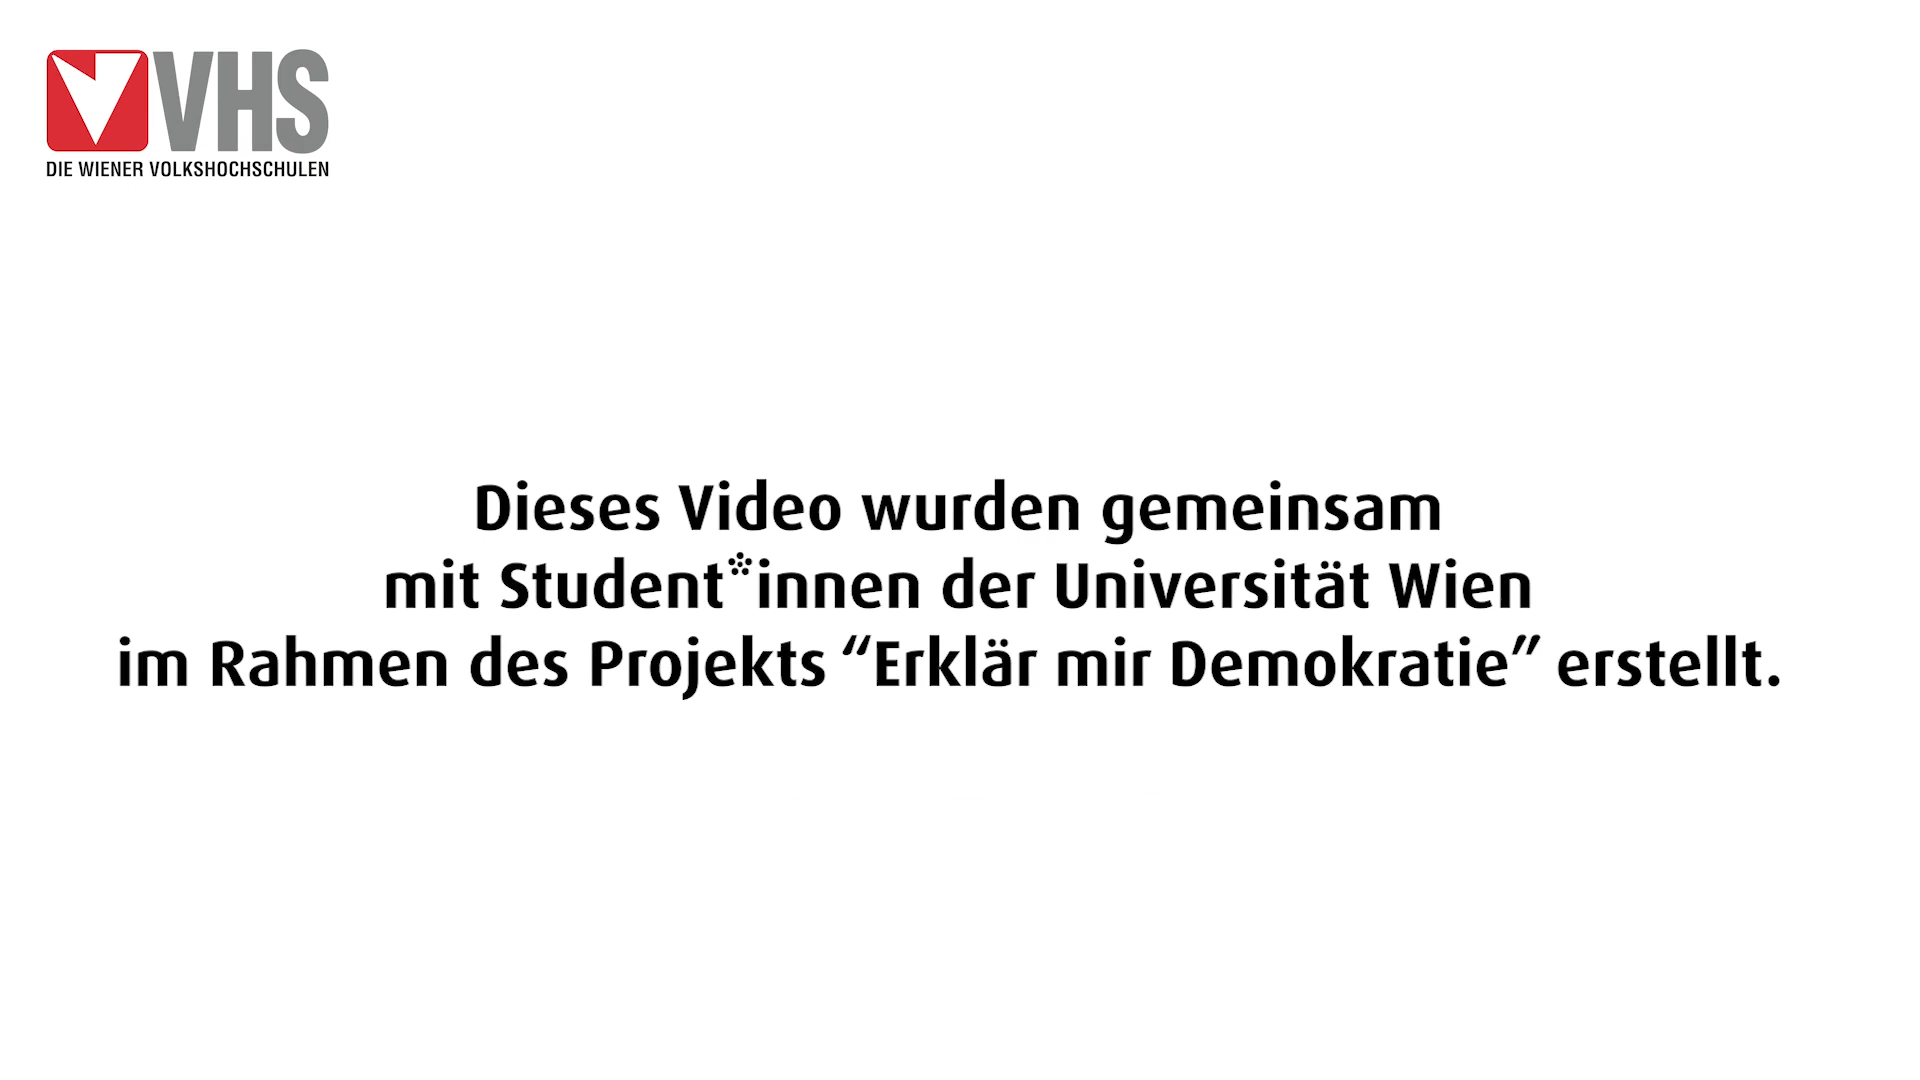 VHS
DIE WIENER VOLKSHOCHSCHULEN
Dieses Video wurden gemeinsam
mit Student*innen der Universität Wien
im Rahmen des Projekts “Erklär mir Demokratie” erstellt.